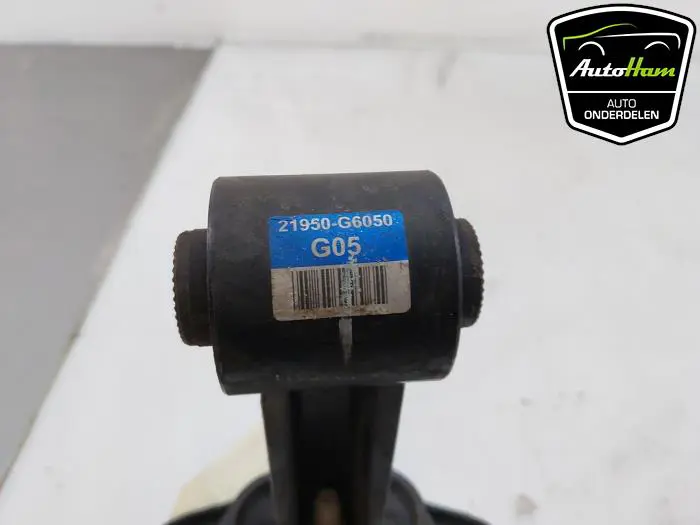 AutoHam
AUTO
ONDERDELEN
21950-G6050
G05